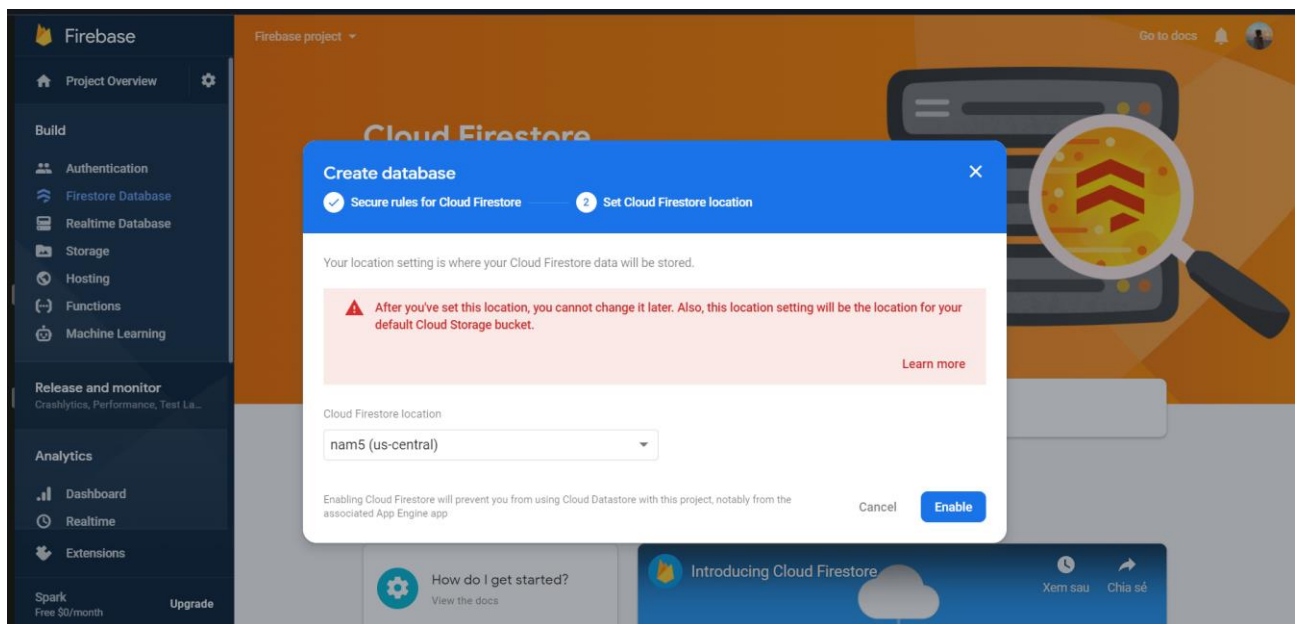 Firebase
Project Overview
Build
Authentication
Firestore Database
Realtime Database
Storage
Hosting
Functions
Machine Learning
Release and monitor
Crashlytics, Performance, Test La...
Analytics
Dashboard
Realtime
Extensions
Spark
Free $0/month
Upgrade
Firebase project
Go to docs
Cloud Firestore
Create database
Secure rules for Cloud Firestore
2 Set Cloud Firestore location
Your location setting is where your Cloud Firestore data will be stored.
After you've set this location, you cannot change it later. Also, this location setting will be the location for your
default Cloud Storage bucket.
Learn more
Cloud Firestore location
nam5 (us-central)
Enabling Cloud Firestore will prevent you from using Cloud Datastore with this project, notably from the
associated App Engine app
Cancel
Enable
How do I get started?
View the docs
Introducing Cloud Firestore
Xem sau
Chia sẻ